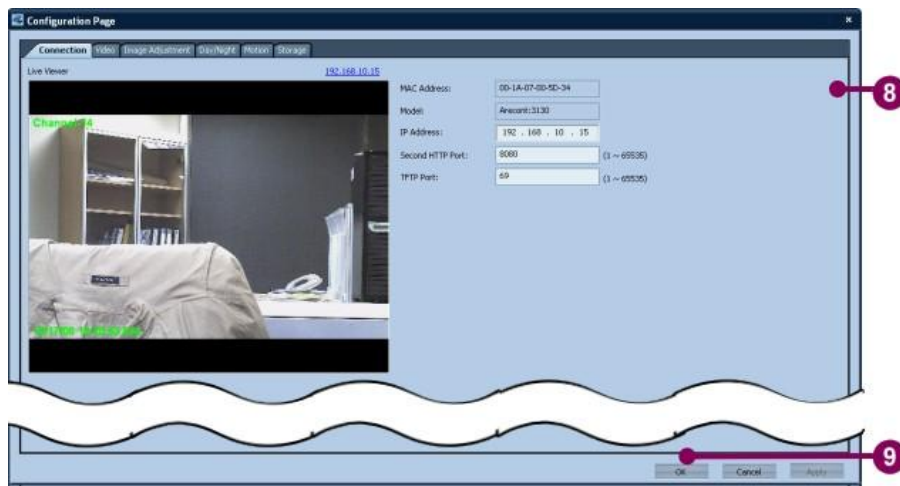 Configuration Page
Connection Video Image Adjustment Day/Night Motion Storage
Live Viewer 192.168.10.15
MAC Address: 00-1A-07-00-5D-34
Model: Arecont:3130
IP Address: 192 . 168 . 10 . 15
Second HTTP Port: 8080 (1 ~ 65535)
TFTP Port: 69 (1 ~ 65535)
8
9
OK Cancel Apply